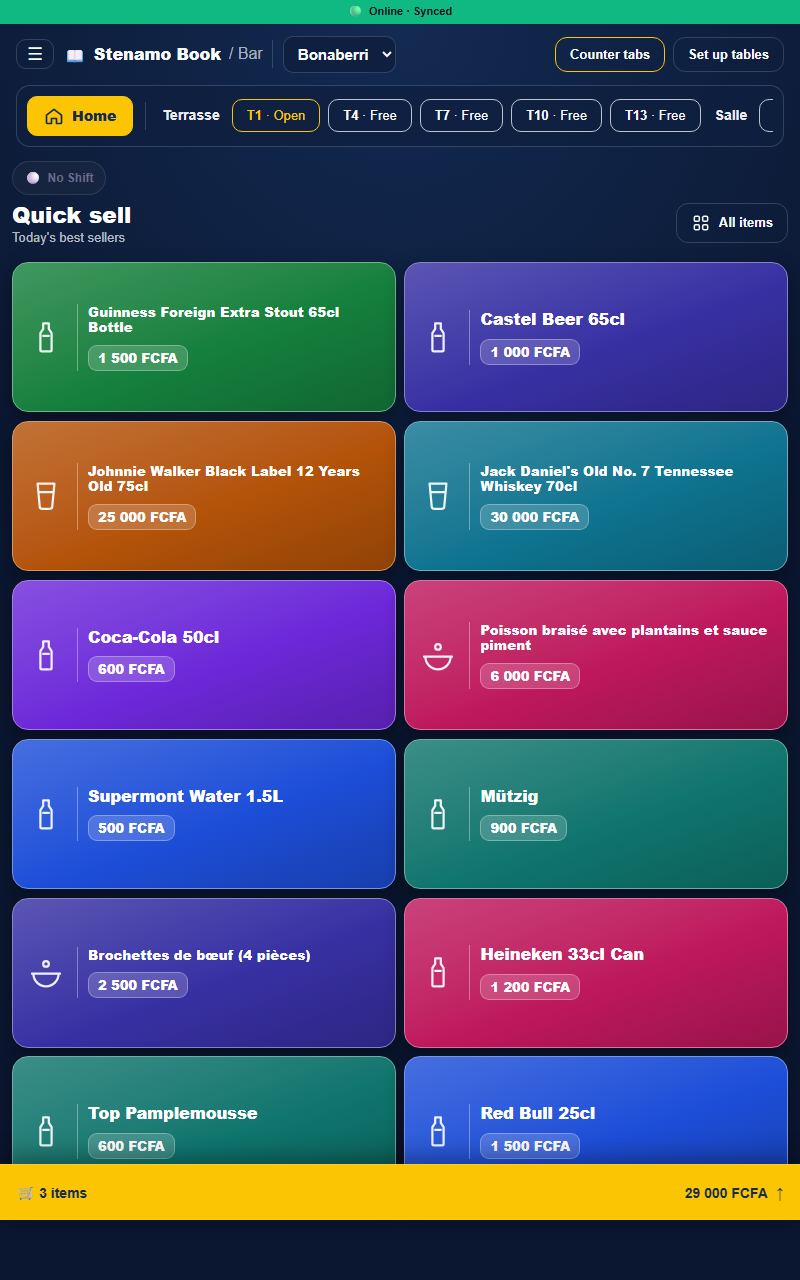 Online · Synced
☰ 📖 Stenamo Book / Bar Bonaberri Counter tabs Set up tables
Home Terrasse T1 · Open T4 · Free T7 · Free T10 · Free T13 · Free Salle
No Shift
Quick sell
Today's best sellers
All items
Guinness Foreign Extra Stout 65cl
Bottle
1 500 FCFA
Castel Beer 65cl
1 000 FCFA
Johnnie Walker Black Label 12 Years
Old 75cl
25 000 FCFA
Jack Daniel's Old No. 7 Tennessee
Whiskey 70cl
30 000 FCFA
Coca-Cola 50cl
600 FCFA
Poisson braisé avec plantains et sauce
piment
6 000 FCFA
Supermont Water 1.5L
500 FCFA
Mützig
900 FCFA
Brochettes de bœuf (4 pièces)
2 500 FCFA
Heineken 33cl Can
1 200 FCFA
Top Pamplemousse
600 FCFA
Red Bull 25cl
1 500 FCFA
🛒 3 items 29 000 FCFA ↑